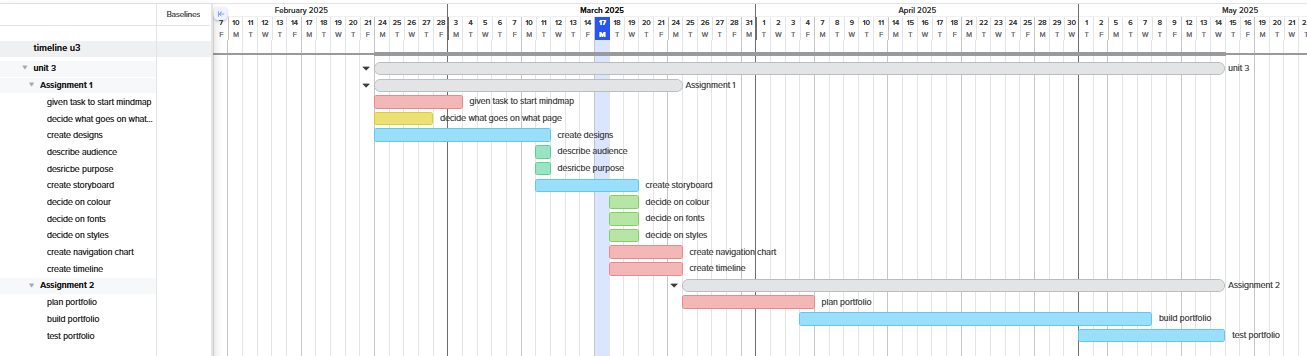 Baselines
February 2025 March 2025 April 2025 May 2025
7 10 11 12 13 14 17 18 19 20 21 24 25 26 27 28 3 4 5 6 7 10 11 12 13 14 17 18 19 20 21 24 25 26 27 28 31 1 2 3 4 7 8 9 10 11 14 15 16 17 18 21 22 23 24 25 28 29 30 1 2 5 6 7 8 9 12 13 14 15 16 19 20 21
F M T W T F M T W T F M T W T F M T W T F M T W T F M T W T F M T W T F M T W T F M T W T F M T W T F M T W T F M T W T F M T W T F M T W T F M T W
timeline u3
unit 3 unit 3
Assignment 1 Assignment 1
given task to start mindmap given task to start mindmap
decide what goes on what... decide what goes on what page
create designs create designs
describe audience describe audience
desricbe purpose desricbe purpose
create storyboard create storyboard
decide on colour decide on colour
decide on fonts decide on fonts
decide on styles decide on styles
create navigation chart create navigation chart
create timeline create timeline
Assignment 2 Assignment 2
plan portfolio plan portfolio
build portfolio build portfolio
test portfolio test portfolio